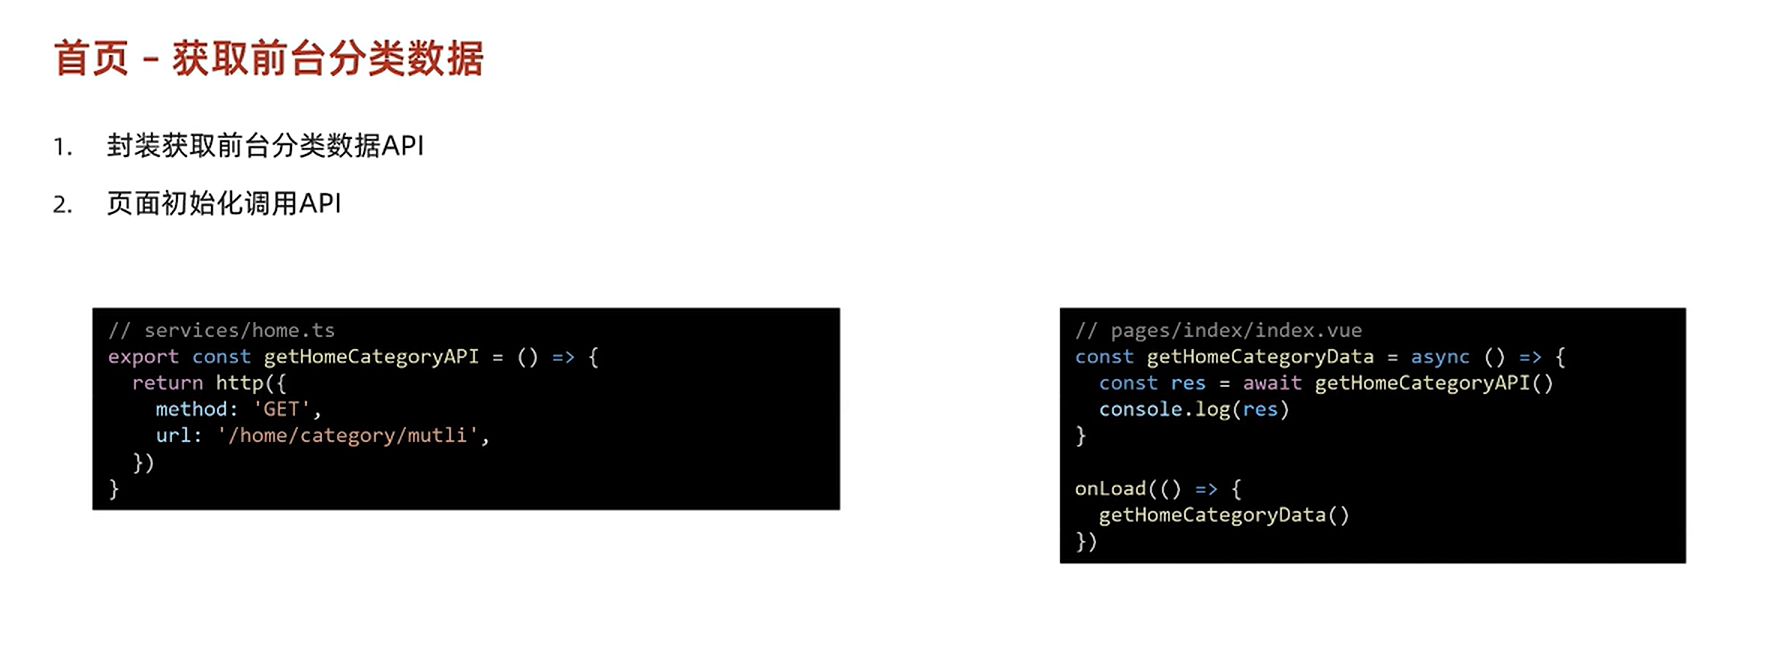 首页 – 获取前台分类数据
1. 封装获取前台分类数据API
2. 页面初始化调用API
// services/home.ts
export const getHomeCategoryAPI = () => {
  return http({
    method: 'GET',
    url: '/home/category/mutli',
  })
}
// pages/index/index.vue
const getHomeCategoryData = async () => {
  const res = await getHomeCategoryAPI()
  console.log(res)
}
onLoad(() => {
  getHomeCategoryData()
})